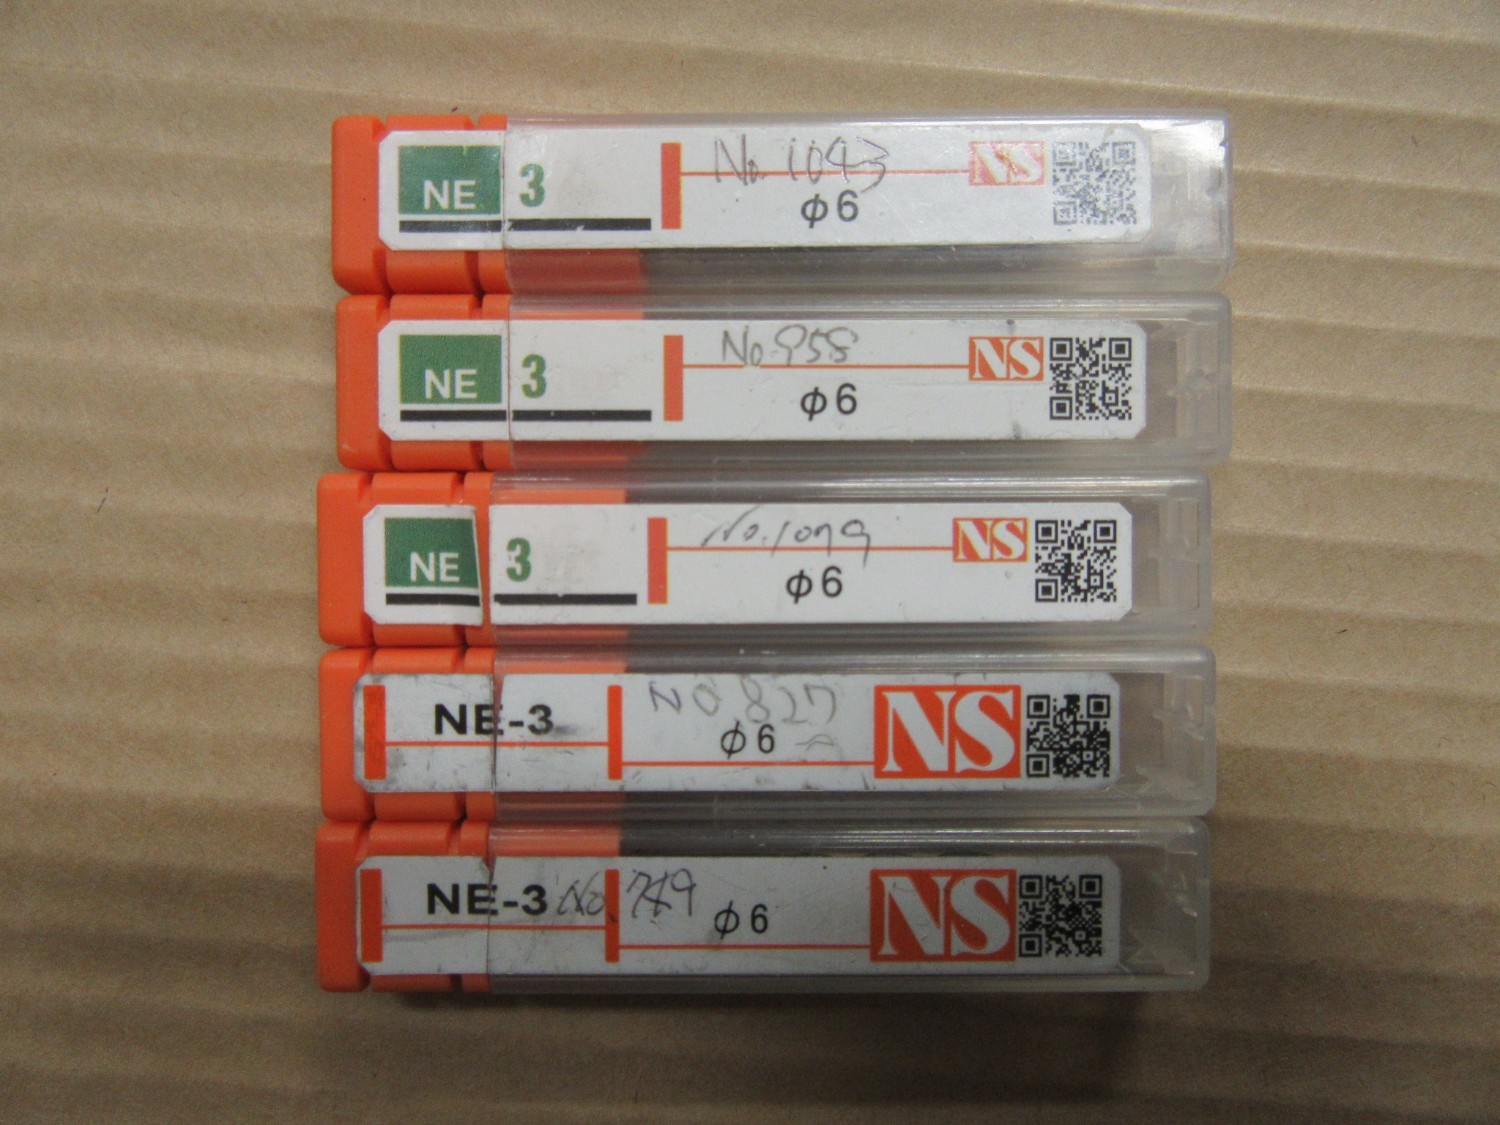 NE 3 No.1043 NS
φ6
NE 3 No.958 NS
φ6
NE 3 No.1079 NS
φ6
NE-3 No 827 NS
φ6
NE-3 No.749 NS
φ6